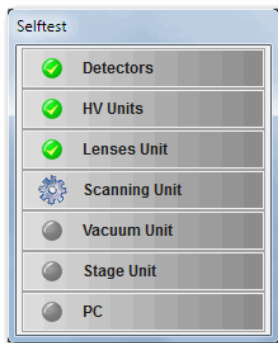 Selftest
Detectors
HV Units
Lenses Unit
Scanning Unit
Vacuum Unit
Stage Unit
PC